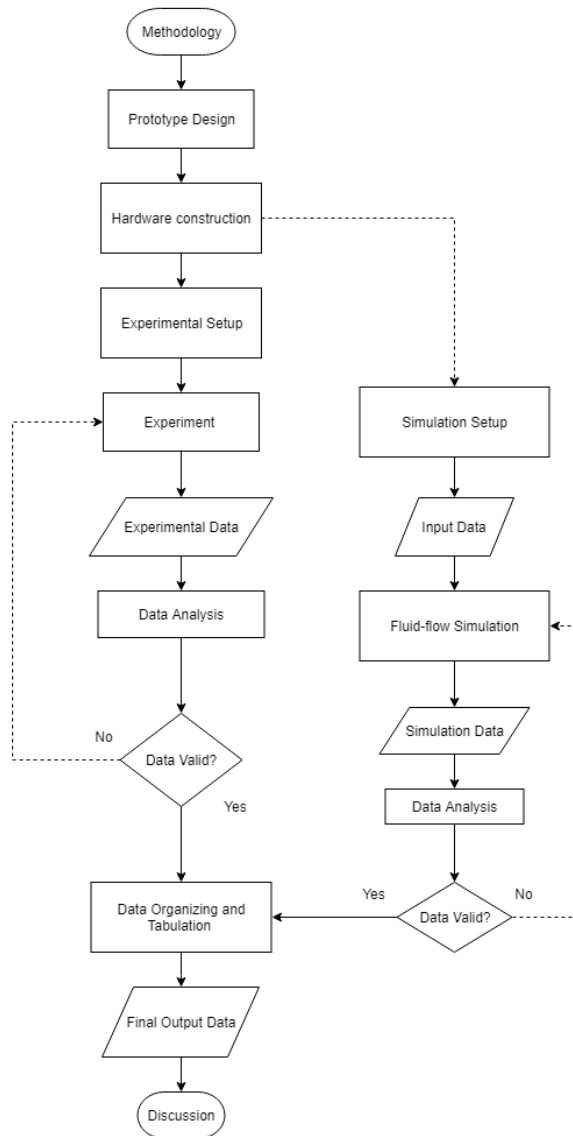 Methodology
Prototype Design
Hardware construction
Experimental Setup
Experiment
Simulation Setup
Experimental Data
Input Data
Data Analysis
Fluid-flow Simulation
Simulation Data
No
Data Valid?
Yes
Data Analysis
Data Organizing and
Tabulation
Yes
Data Valid?
No
Final Output Data
Discussion